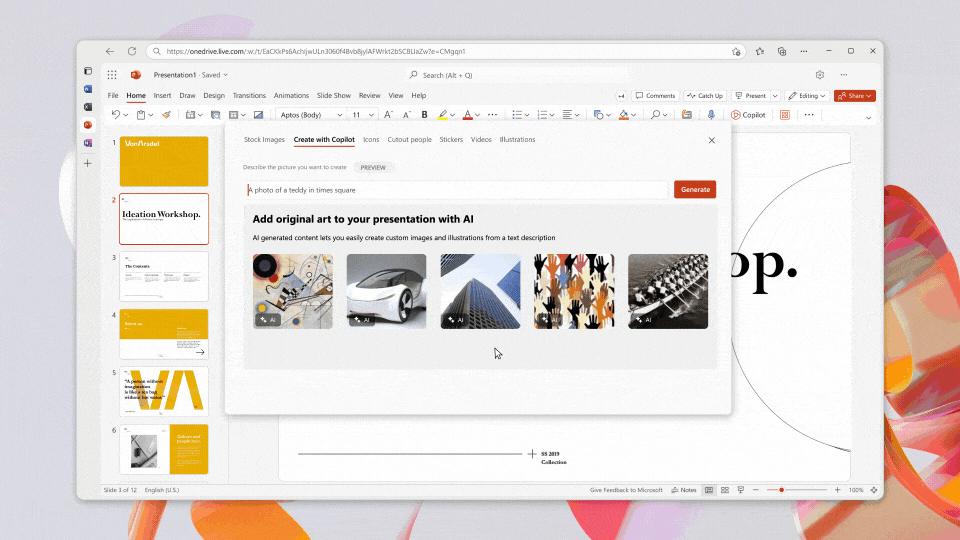 https://onedrive.live.com/:w:/t/EaCXkPs6AchIjwULn3060f4Bvb8jylAFWrkt2bSC8LIaZw?e=CMgqn1
Presentation1 · Saved
Search (Alt + Q)
File Home Insert Draw Design Transitions Animations Slide Show Review View Help
+4 Comments Catch Up Present Editing Share
Aptos (Body) 11 B A Copilot
Stock Images Create with Copilot Icons Cutout people Stickers Videos Illustrations
Describe the picture you want to create PREVIEW
A photo of a teddy in times square
Generate
Add original art to your presentation with AI
AI generated content lets you easily create custom images and illustrations from a text description
AI AI AI AI AI
1
VanArsdel
2
Ideation Workshop.
3
The Contents
4
5
"A person without
imagination
is like a tea bag
without hot water."
6
op.
SS 2019
Collection
Slide 3 of 12 English (U.S.)
Give Feedback to Microsoft Notes 100%